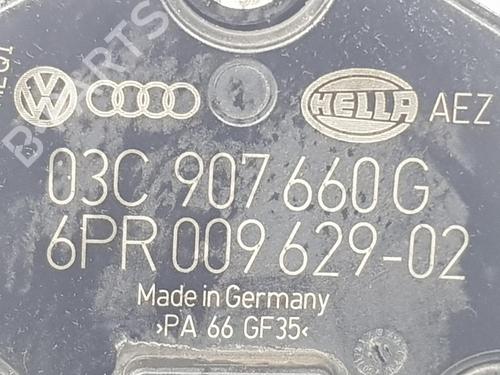 HELLA AEZ
03C 907 660 G
6PR 009 629-02
Made in Germany
›PA 66 GF35‹